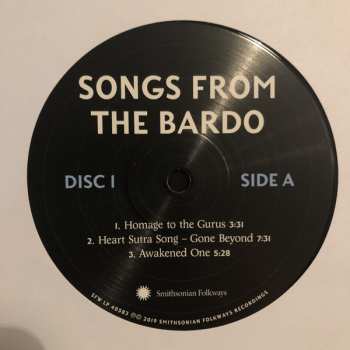 SONGS FROM
THE BARDO
DISC 1 SIDE A
1. Homage to the Gurus 3:31
2. Heart Sutra Song – Gone Beyond 7:31
3. Awakened One 5:28
Smithsonian Folkways
SFW LP 40583 ℗© 2019 SMITHSONIAN FOLKWAYS RECORDINGS